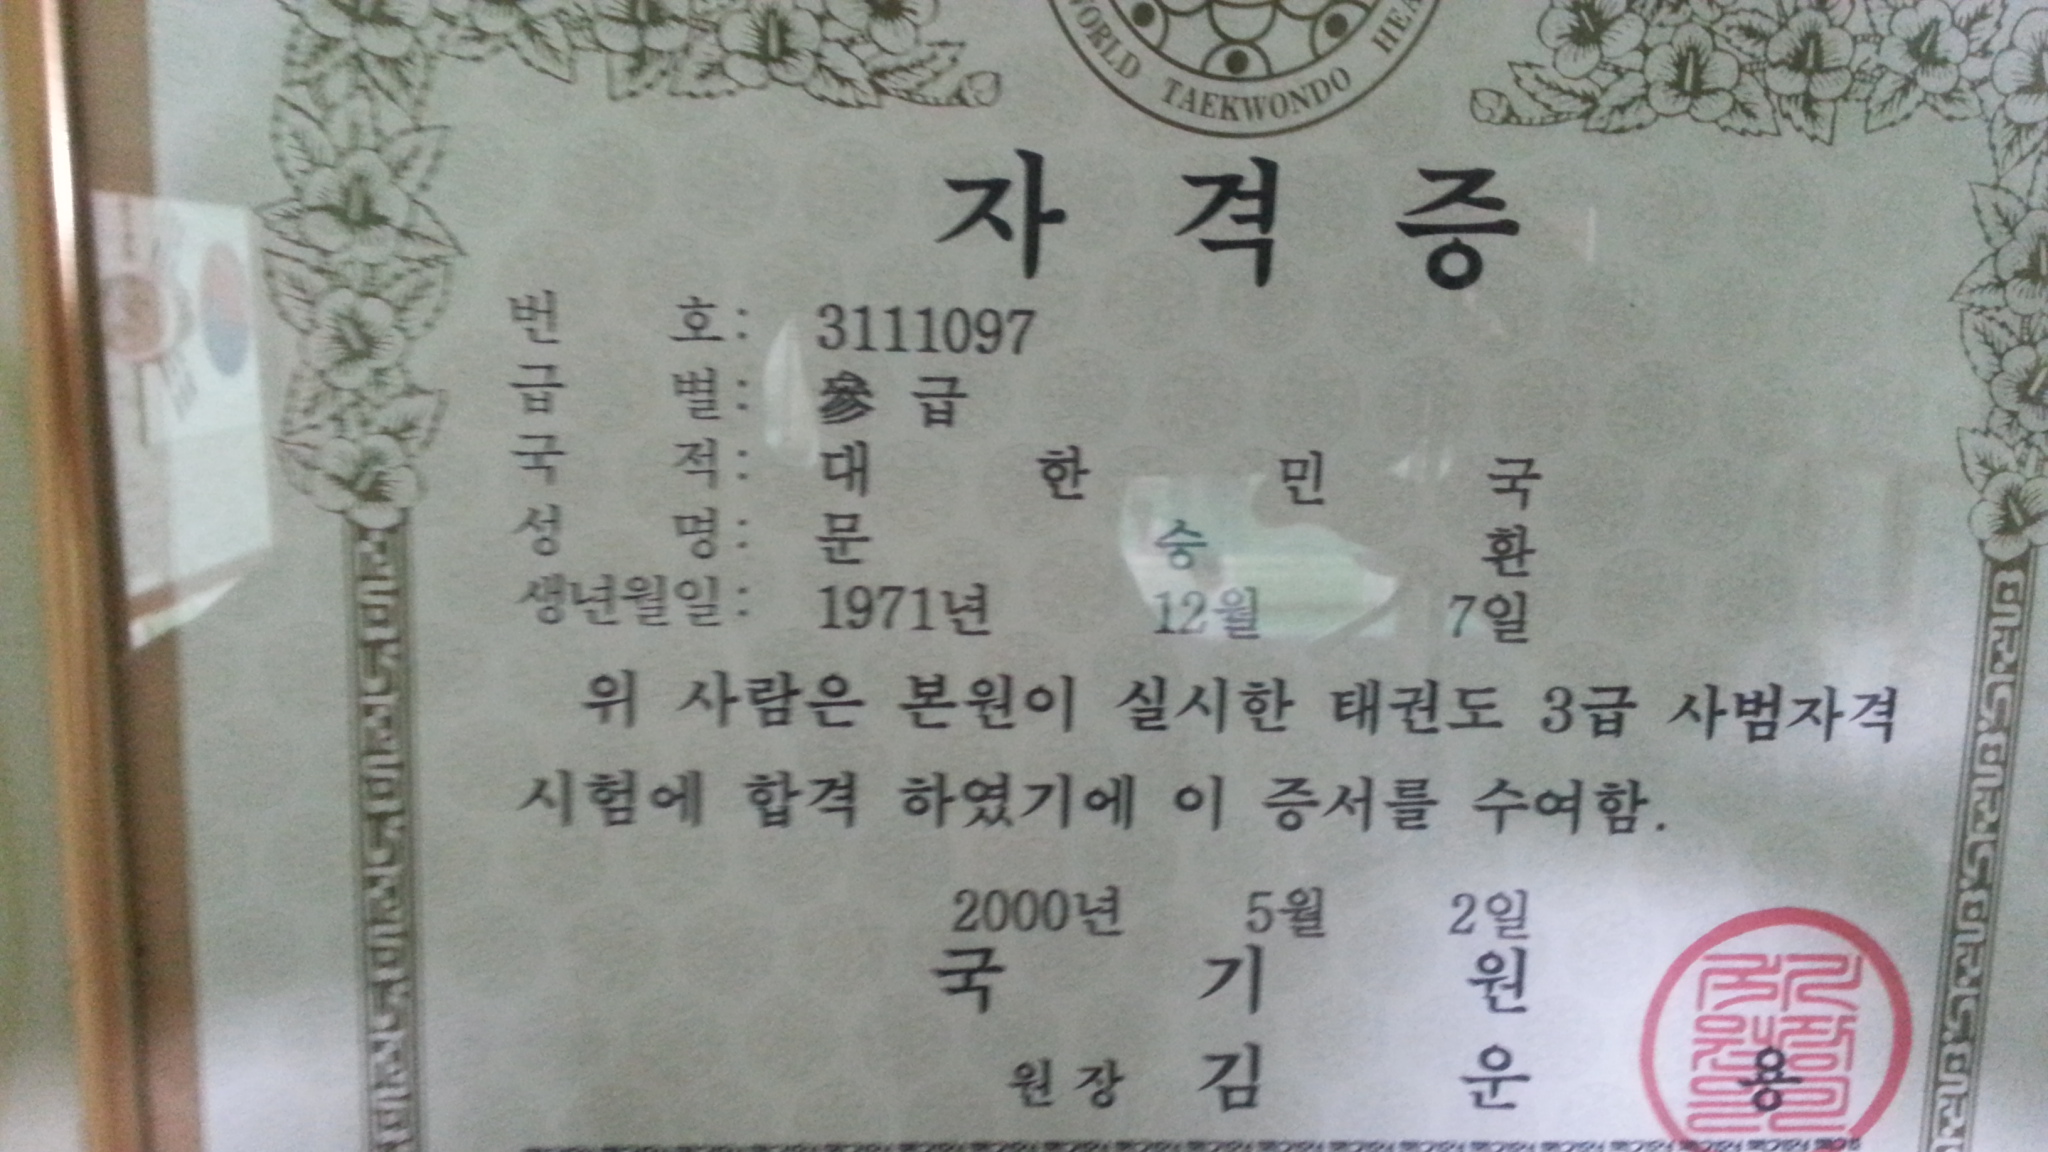 WORLD TAEKWONDO HEA
자 격 증
번 호: 3111097
급 별: 參 급
국 적: 대 한 민 국
성 명: 문 승 환
생년월일: 1971년 12월 7일
위 사람은 본원이 실시한 태권도 3급 사범자격
시험에 합격 하였기에 이 증서를 수여함.
2000년 5월 2일
국 기 원
원 장 김 운 용